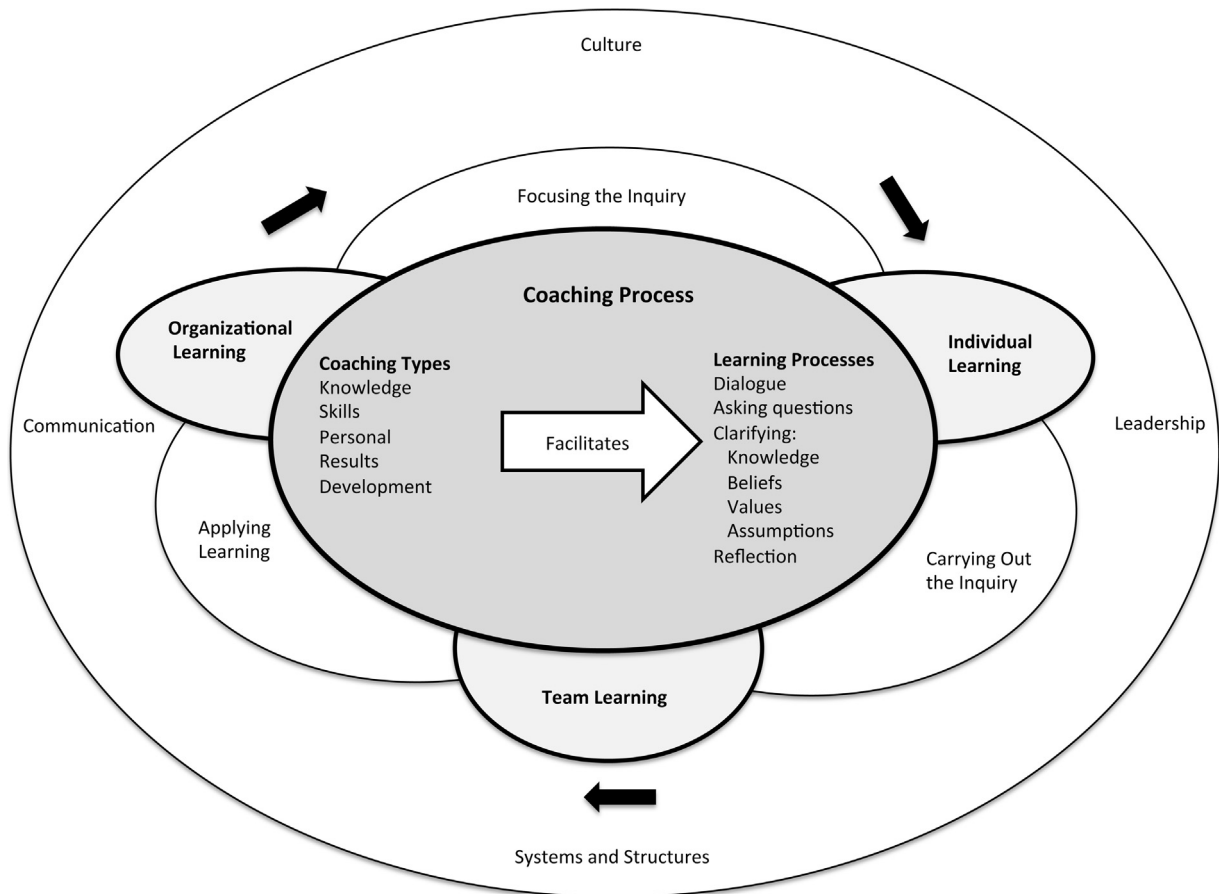 Culture
Focusing the Inquiry
Coaching Process
Organizational
Learning
Individual
Learning
Coaching Types
Knowledge
Skills
Personal
Results
Development
Facilitates
Learning Processes
Dialogue
Asking questions
Clarifying:
Knowledge
Beliefs
Values
Assumptions
Reflection
Communication
Leadership
Applying
Learning
Carrying Out
the Inquiry
Team Learning
Systems and Structures